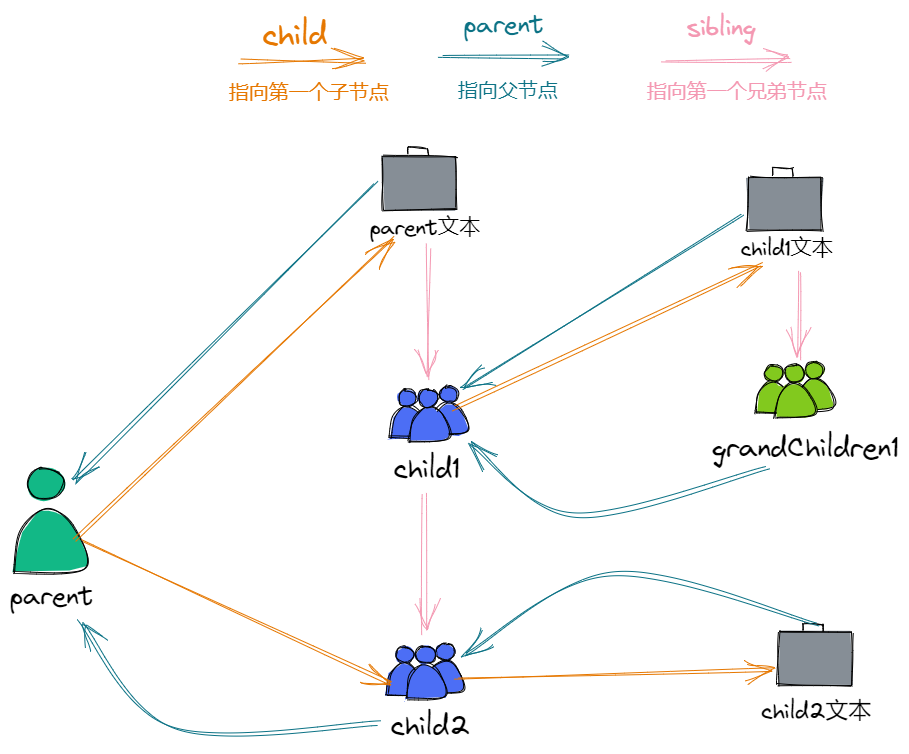 child
parent
sibling
指向第一个子节点
指向父节点
指向第一个兄弟节点
parent文本
child1文本
child1
grandChildren1
parent
child2
child2文本